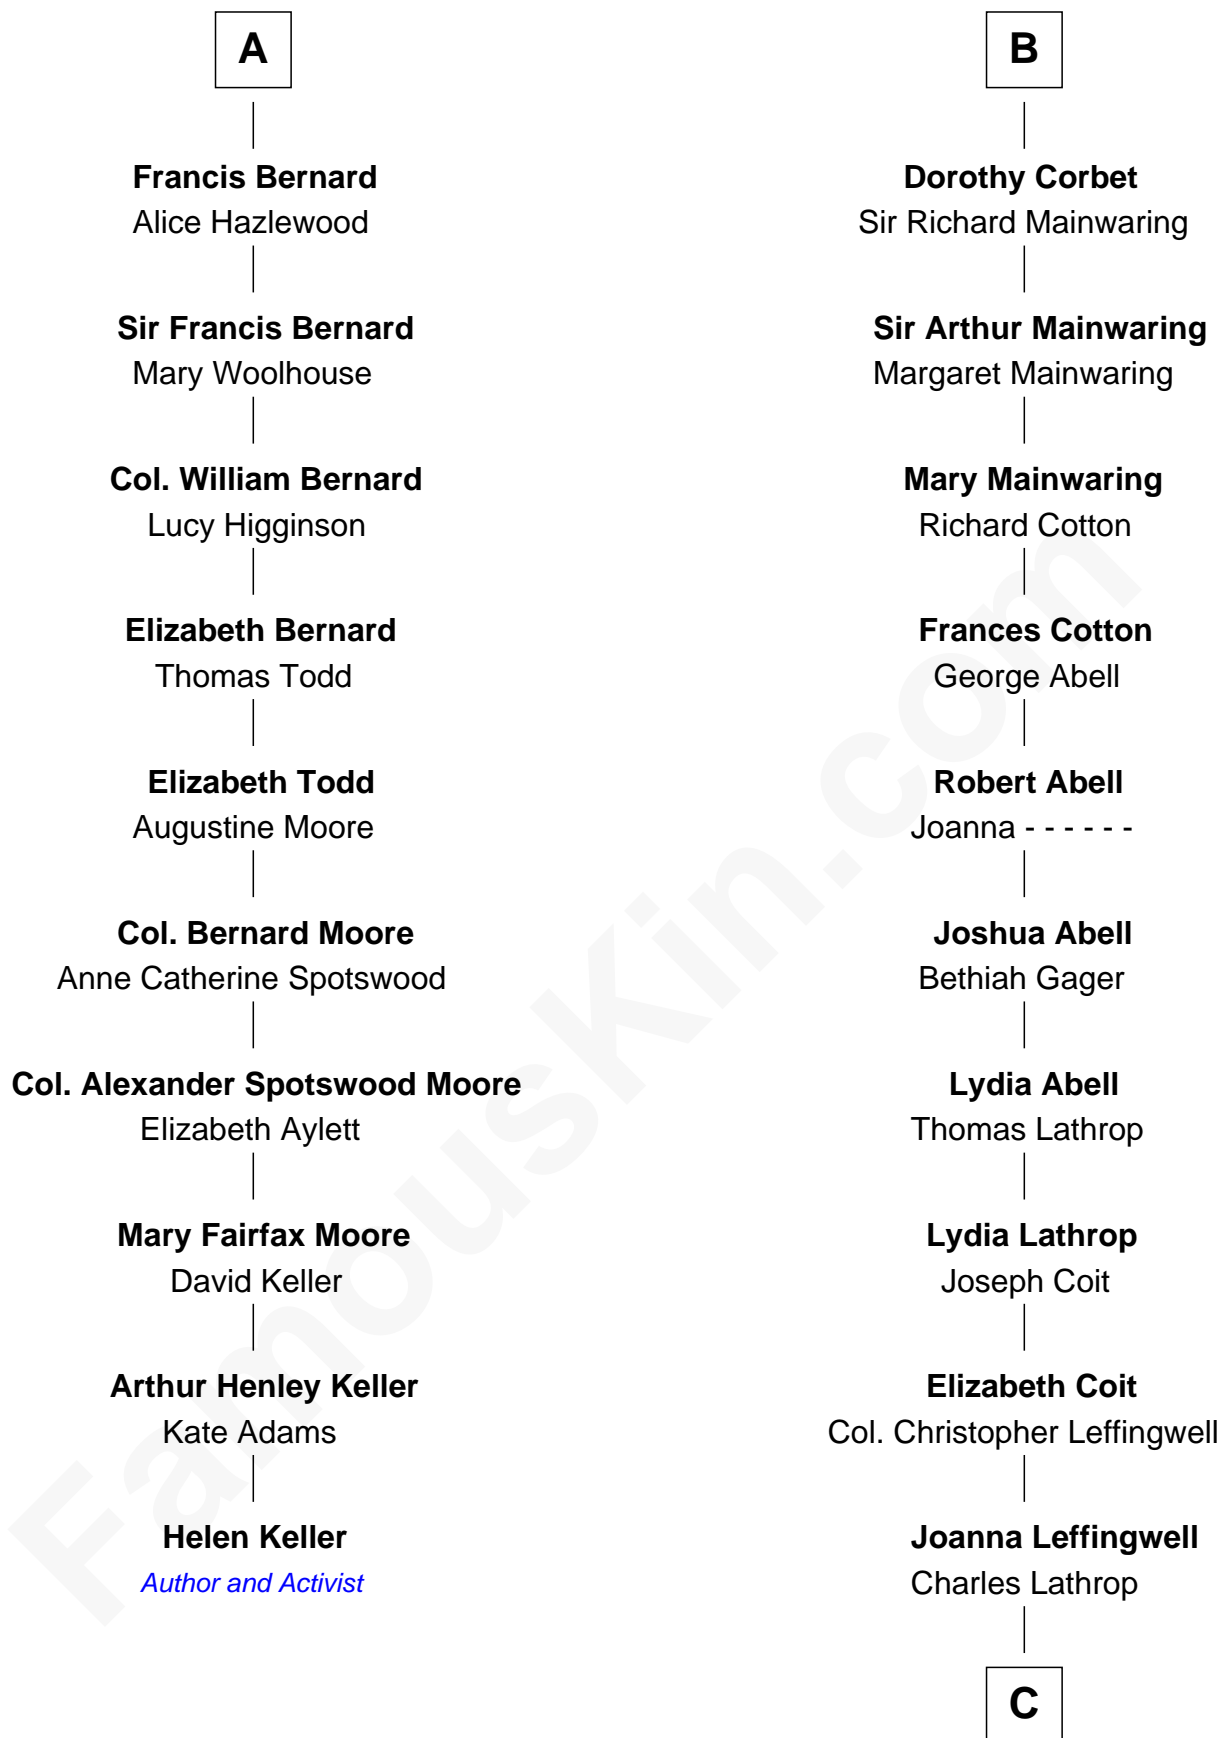 A
Francis Bernard
Alice Hazlewood
Sir Francis Bernard
Mary Woolhouse
Col. William Bernard
Lucy Higginson
Elizabeth Bernard
Thomas Todd
Elizabeth Todd
Augustine Moore
Col. Bernard Moore
Anne Catherine Spotswood
Col. Alexander Spotswood Moore
Elizabeth Aylett
Mary Fairfax Moore
David Keller
Arthur Henley Keller
Kate Adams
Helen Keller
Author and Activist
B
Dorothy Corbet
Sir Richard Mainwaring
Sir Arthur Mainwaring
Margaret Mainwaring
Mary Mainwaring
Richard Cotton
Frances Cotton
George Abell
Robert Abell
Joanna - - - - - -
Joshua Abell
Bethiah Gager
Lydia Abell
Thomas Lathrop
Lydia Lathrop
Joseph Coit
Elizabeth Coit
Col. Christopher Leffingwell
Joanna Leffingwell
Charles Lathrop
C
FamousKin.com